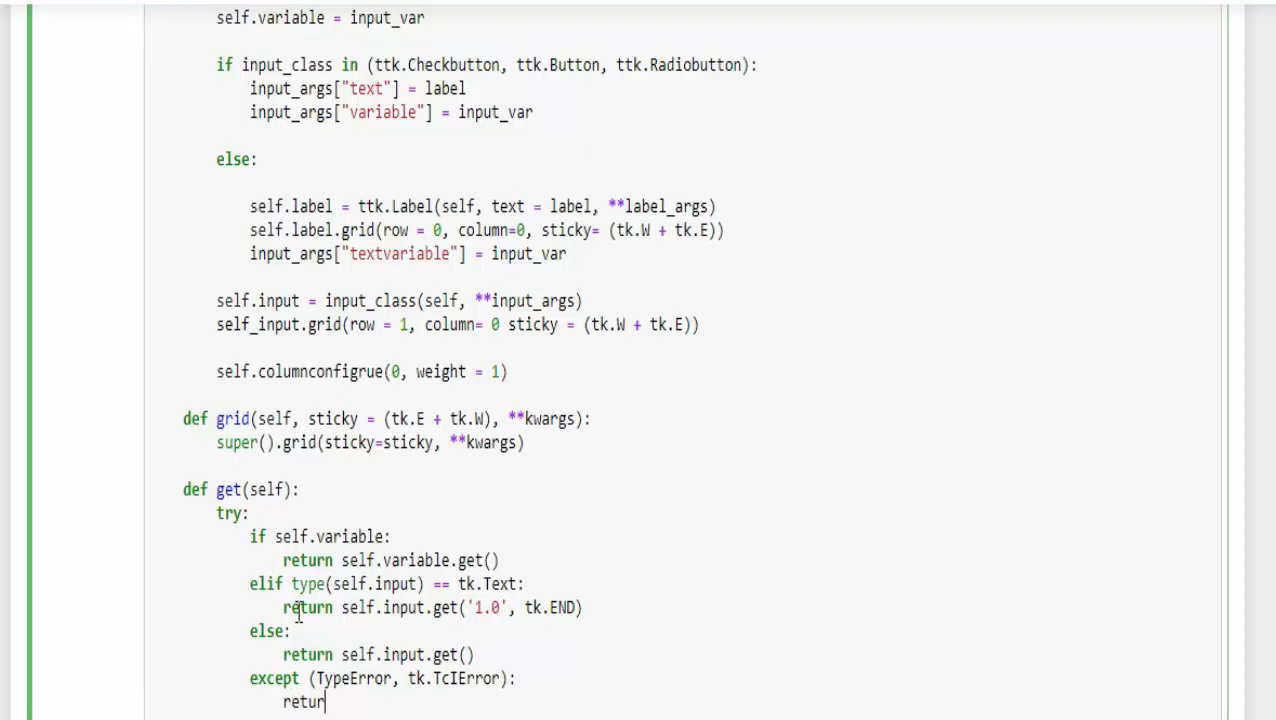 self.variable = input_var
if input_class in (ttk.Checkbutton, ttk.Button, ttk.Radiobutton):
input_args["text"] = label
input_args["variable"] = input_var
else:
self.label = ttk.Label(self, text = label, **label_args)
self.label.grid(row = 0, column=0, sticky= (tk.W + tk.E))
input_args["textvariable"] = input_var
self.input = input_class(self, **input_args)
self_input.grid(row = 1, column= 0 sticky = (tk.W + tk.E))
self.columnconfigrue(0, weight = 1)
def grid(self, sticky = (tk.E + tk.W), **kwargs):
super().grid(sticky=sticky, **kwargs)
def get(self):
try:
if self.variable:
return self.variable.get()
elif type(self.input) == tk.Text:
return self.input.get('1.0', tk.END)
else:
return self.input.get()
except (TypeError, tk.TcIError):
retur